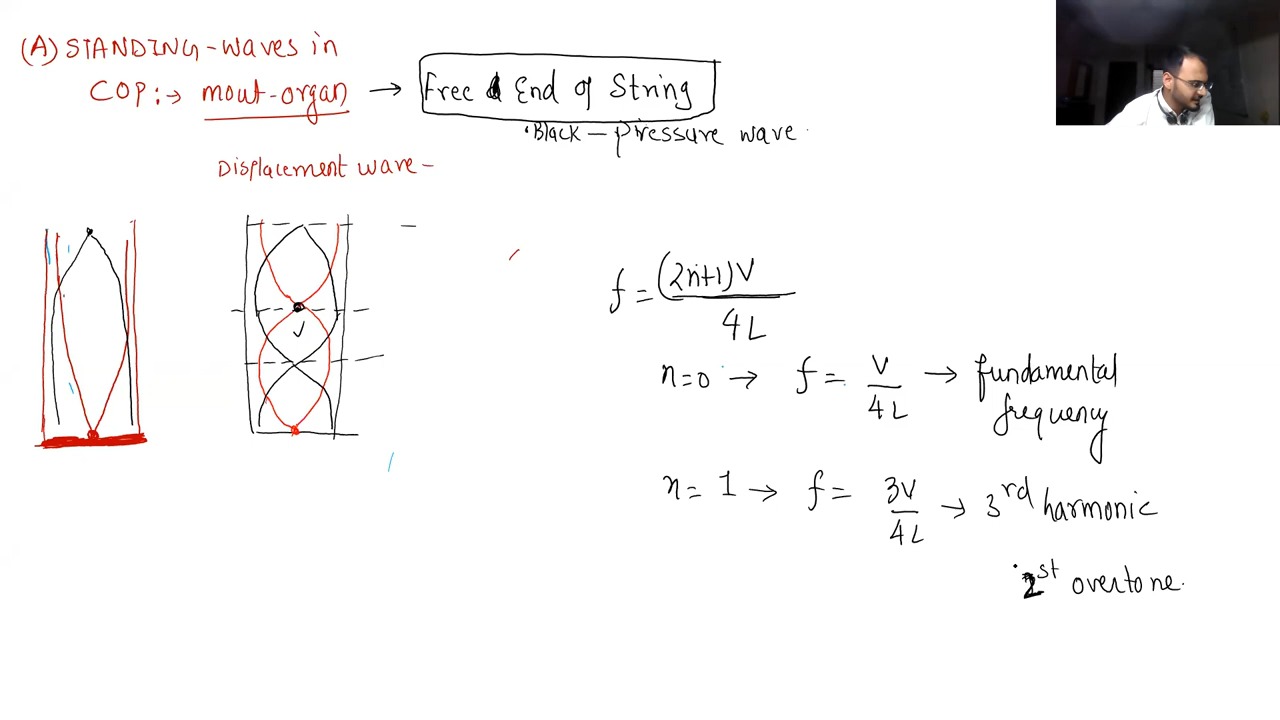 (A) STANDING-waves in
COP:→ mout-organ → Free End of String
•Black – Pressure wave
Displacement wave –
f = (2n+1)V
4L
n=0 → f = V → fundamental
4L frequency
n= 1 → f = 3V → 3rd harmonic
4L
1st overtone